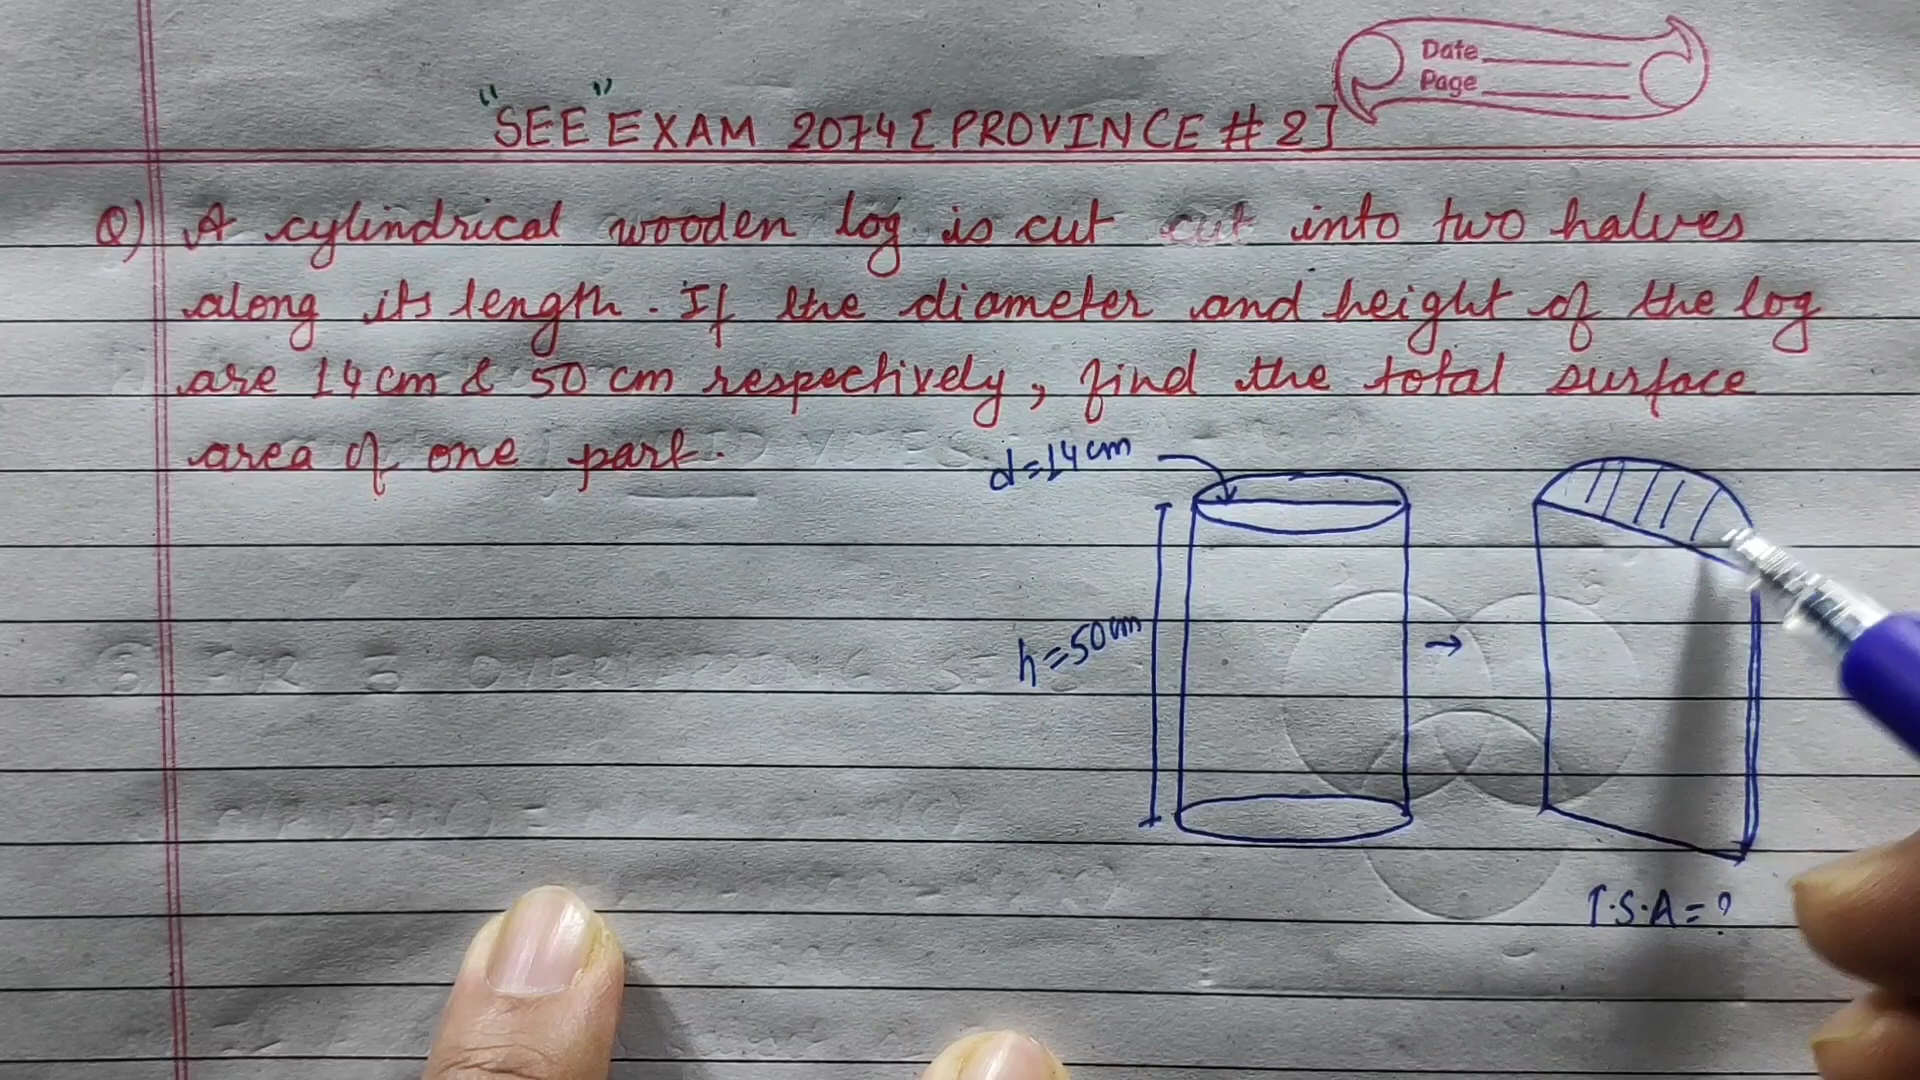 Date
Page
"SEE" EXAM 2074 [PROVINCE # 2]
Q) A cylindrical wooden log is cut cut into two halves
along its length. If the diameter and height of the log
are 14 cm & 50 cm respectively, find the total surface
area of one part.
d=14cm
h=50cm
T.S.A = ?